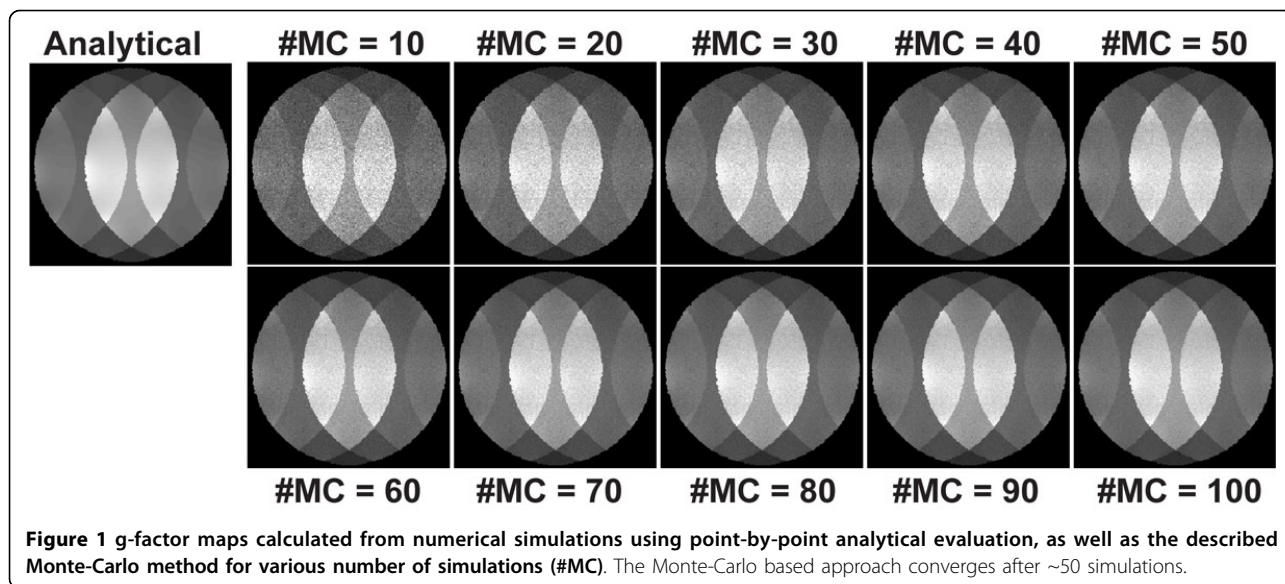 Analytical #MC = 10 #MC = 20 #MC = 30 #MC = 40 #MC = 50
#MC = 60 #MC = 70 #MC = 80 #MC = 90 #MC = 100
Figure 1 g-factor maps calculated from numerical simulations using point-by-point analytical evaluation, as well as the described
Monte-Carlo method for various number of simulations (#MC). The Monte-Carlo based approach converges after ~50 simulations.